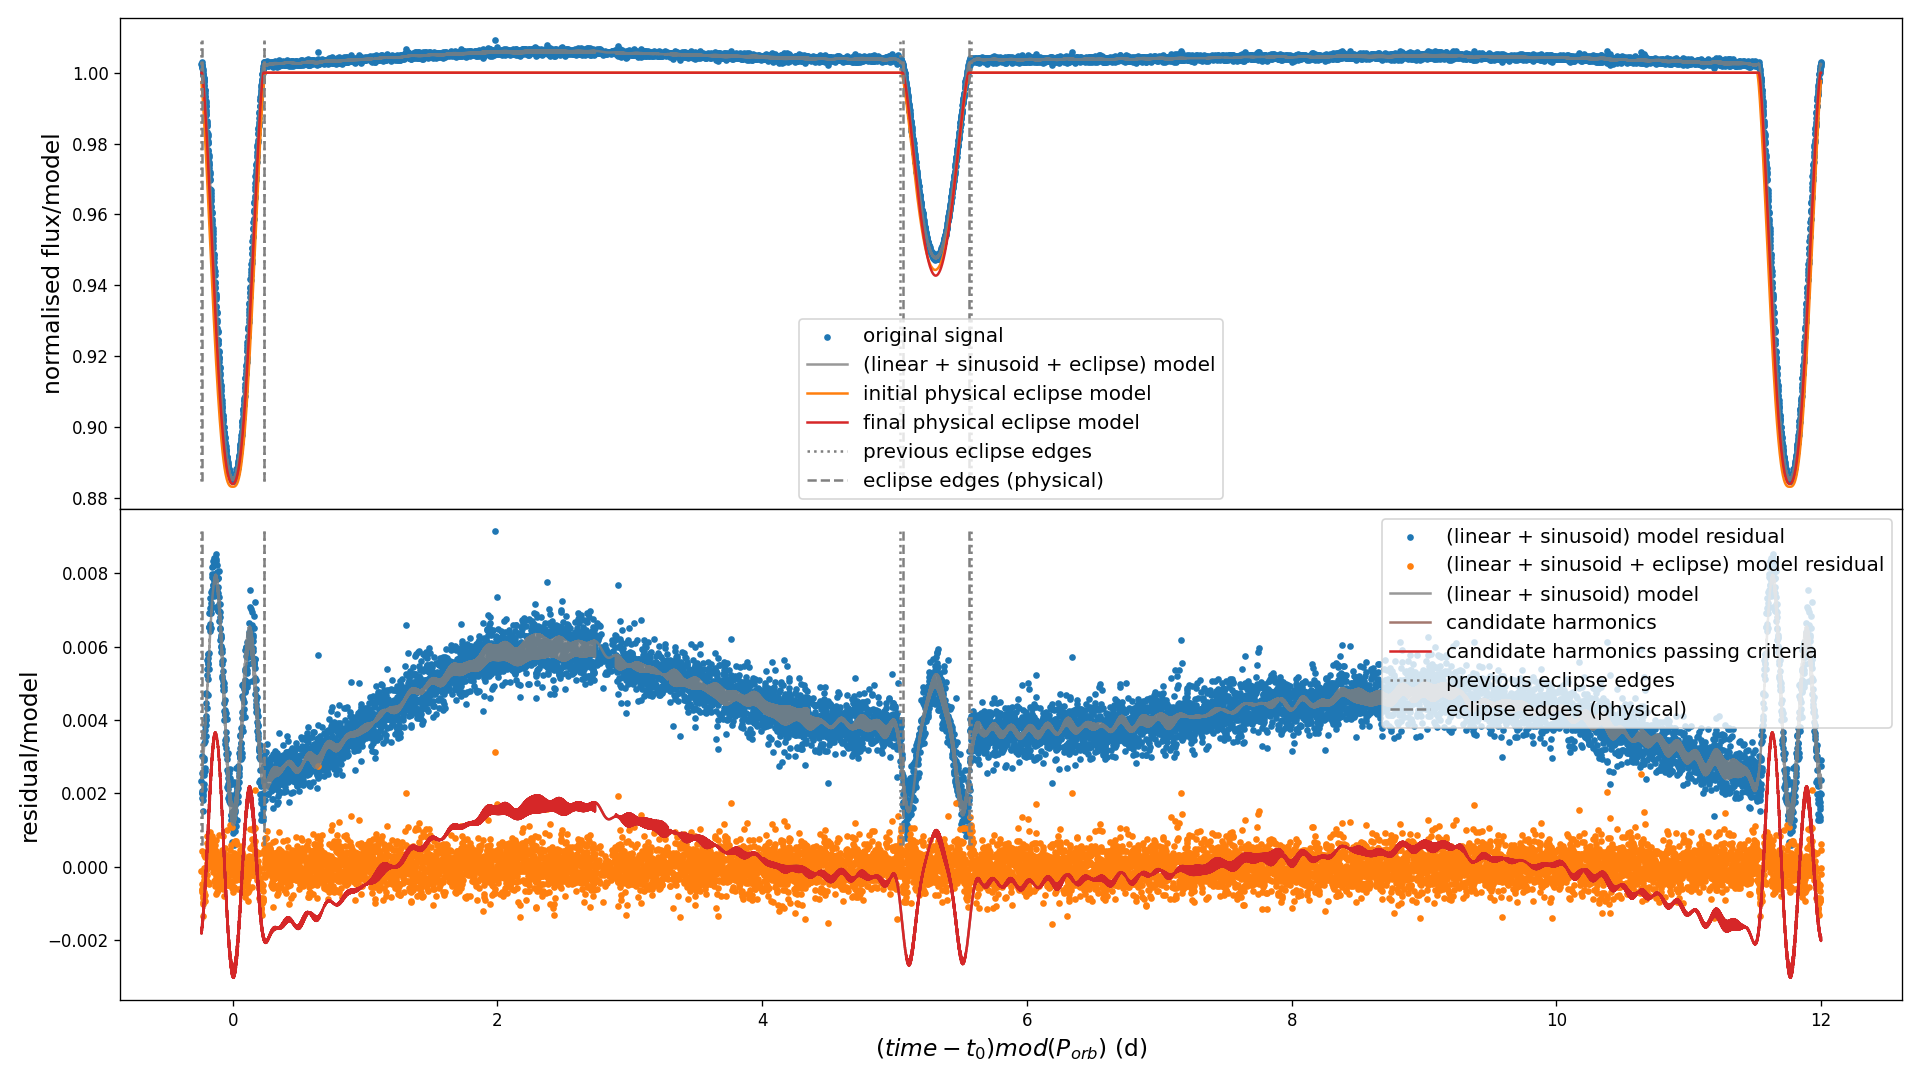 normalised flux/model
1.00
0.98
0.96
0.94
0.92
0.90
0.88
original signal
(linear + sinusoid + eclipse) model
initial physical eclipse model
final physical eclipse model
previous eclipse edges
eclipse edges (physical)
residual/model
0.008
0.006
0.004
0.002
0.000
−0.002
(linear + sinusoid) model residual
(linear + sinusoid + eclipse) model residual
(linear + sinusoid) model
candidate harmonics
candidate harmonics passing criteria
previous eclipse edges
eclipse edges (physical)
0 2 4 6 8 10 12
(time − t₀)mod(Pₒᵣb) (d)